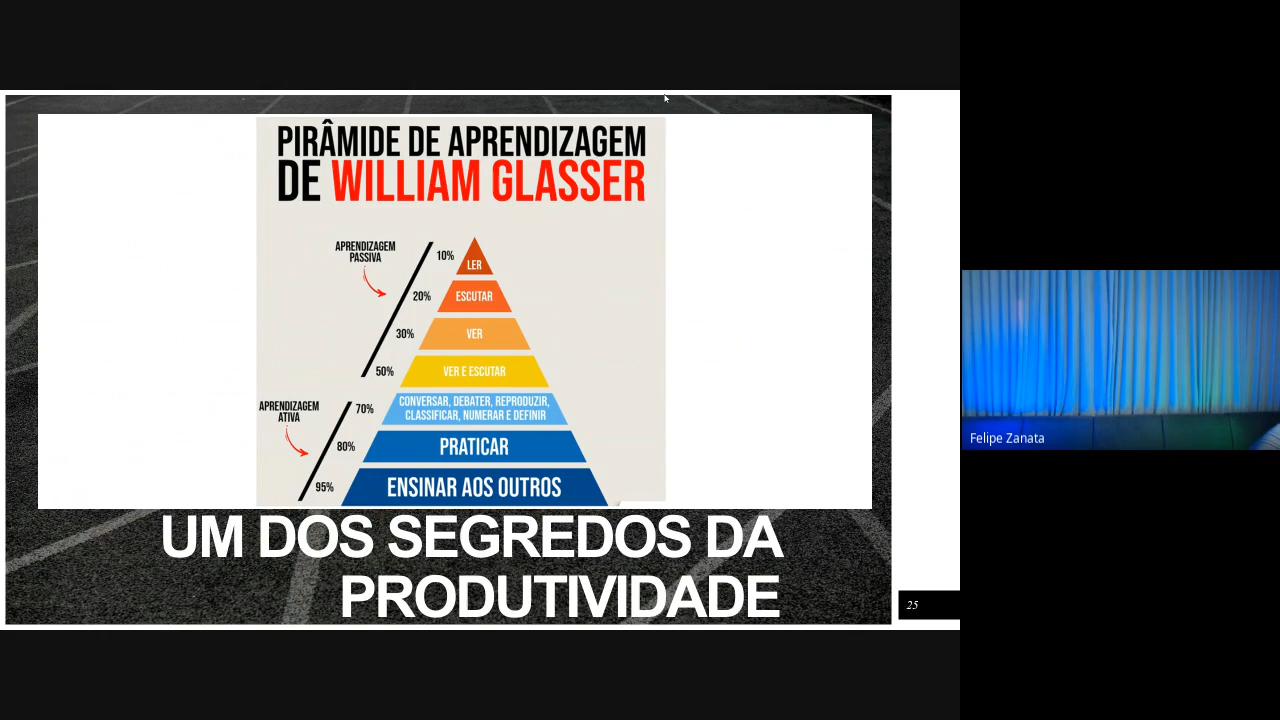 PIRÂMIDE DE APRENDIZAGEM
DE WILLIAM GLASSER
APRENDIZAGEM
PASSIVA
10%
LER
20%
ESCUTAR
30%
VER
50%
VER E ESCUTAR
APRENDIZAGEM
ATIVA
70%
CONVERSAR, DEBATER, REPRODUZIR,
CLASSIFICAR, NUMERAR E DEFINIR
80%
PRATICAR
95%
ENSINAR AOS OUTROS
UM DOS SEGREDOS DA
PRODUTIVIDADE
25
Felipe Zanata